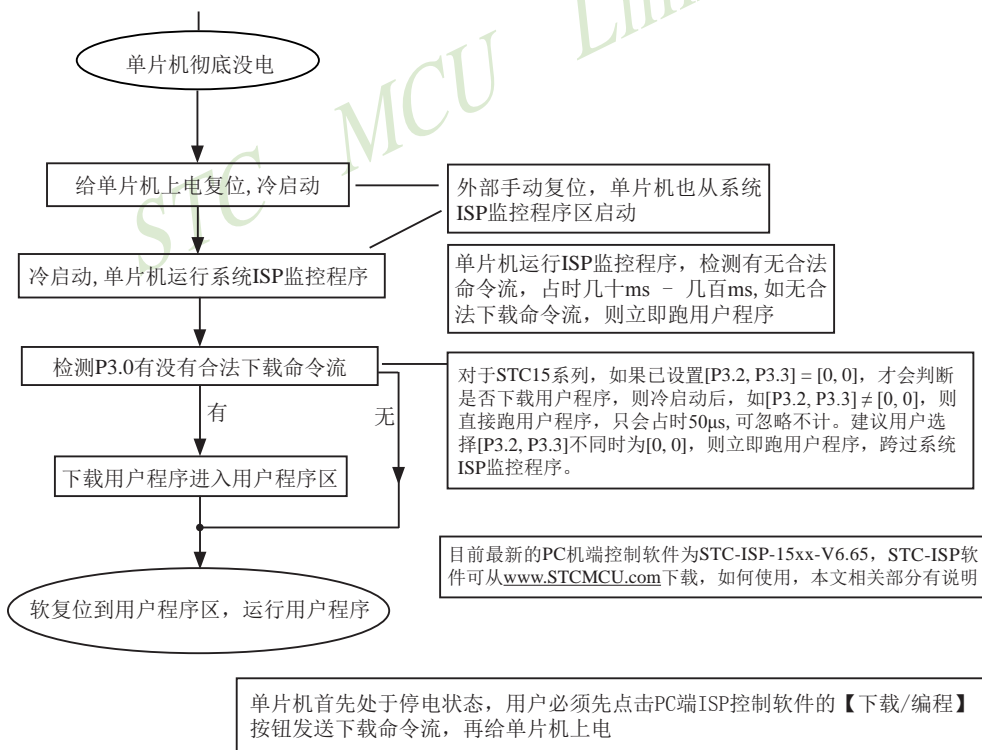 STC MCU
单片机彻底没电
给单片机上电复位,冷启动
外部手动复位，单片机也从系统
ISP监控程序区启动
冷启动,单片机运行系统ISP监控程序
单片机运行ISP监控程序，检测有无合法
命令流，占时几十ms - 几百ms,如无合
法下载命令流，则立即跑用户程序
检测P3.0有没有合法下载命令流
对于STC15系列，如果已设置[P3.2, P3.3] = [0, 0]，才会判断
是否下载用户程序，则冷启动后，如[P3.2, P3.3] ≠ [0, 0]，则
直接跑用户程序，只会占时50μs,可忽略不计。建议用户选
择[P3.2, P3.3]不同时为[0, 0]，则立即跑用户程序，跨过系统
ISP监控程序。
有
无
下载用户程序进入用户程序区
目前最新的PC机端控制软件为STC-ISP-15xx-V6.65，STC-ISP软
件可从www.STCMCU.com下载，如何使用，本文相关部分有说明
软复位到用户程序区，运行用户程序
单片机首先处于停电状态，用户必须先点击PC端ISP控制软件的【下载/编程】
按钮发送下载命令流，再给单片机上电